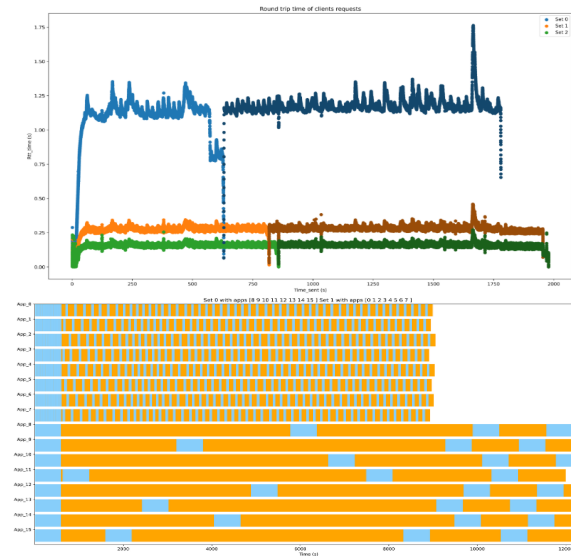 Round trip time of clients requests
Set 0
Set 1
Set 2
1.75
1.50
1.25
1.00
0.75
0.50
0.25
0.00
Rtt_time (s)
0
250
500
750
1000
1250
1500
1750
2000
Time_sent (s)
Set 0 with apps [8 9 10 11 12 13 14 15 ] Set 1 with apps [0 1 2 3 4 5 6 7 ]
App_0
App_1
App_2
App_3
App_4
App_5
App_6
App_7
App_8
App_9
App_10
App_11
App_12
App_13
App_14
App_15
2000
4000
6000
8000
10000
Time (s)